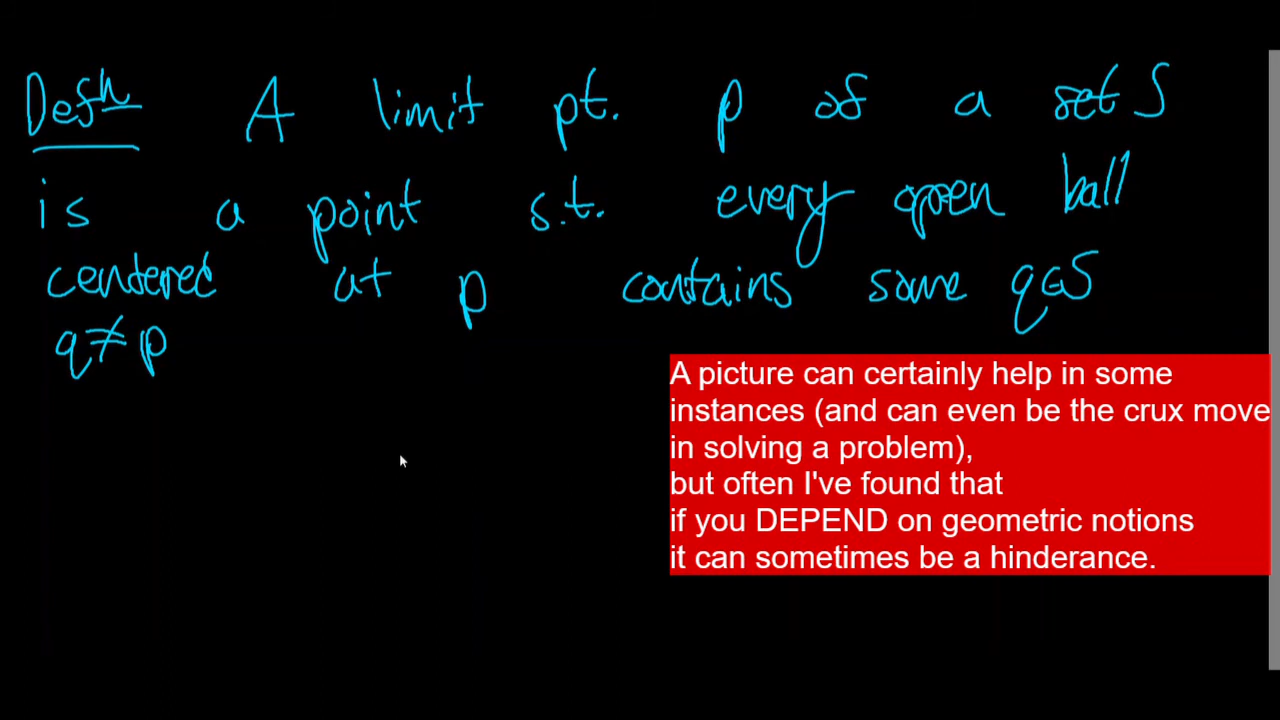 Defn A limit pt. p of a set S
is a point s.t. every open ball
centered at p contains some q∈S
q≠p
A picture can certainly help in some
instances (and can even be the crux move
in solving a problem),
but often I've found that
if you DEPEND on geometric notions
it can sometimes be a hinderance.